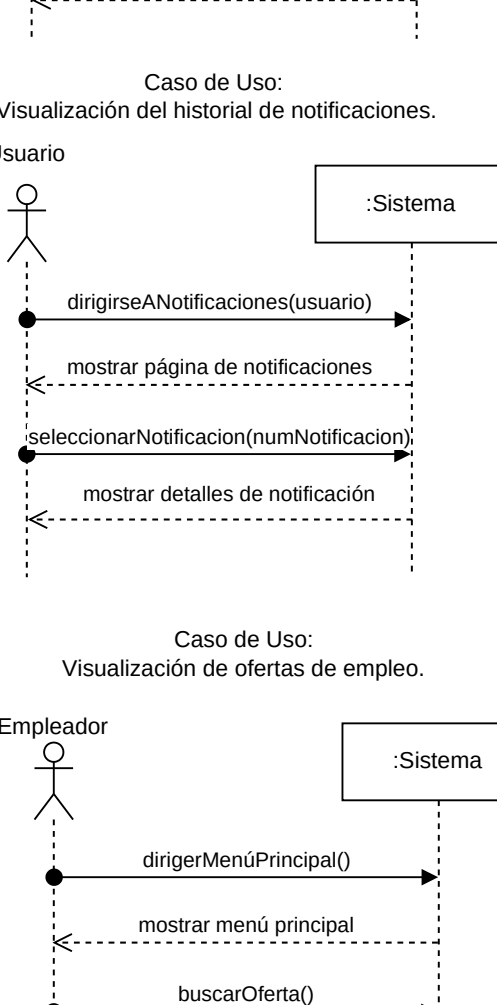 Caso de Uso:
Visualización del historial de notificaciones.
Usuario
:Sistema
dirigirseANotificaciones(usuario)
mostrar página de notificaciones
seleccionarNotificacion(numNotificacion)
mostrar detalles de notificación
Caso de Uso:
Visualización de ofertas de empleo.
Empleador
:Sistema
dirigerMenúPrincipal()
mostrar menú principal
buscarOferta()